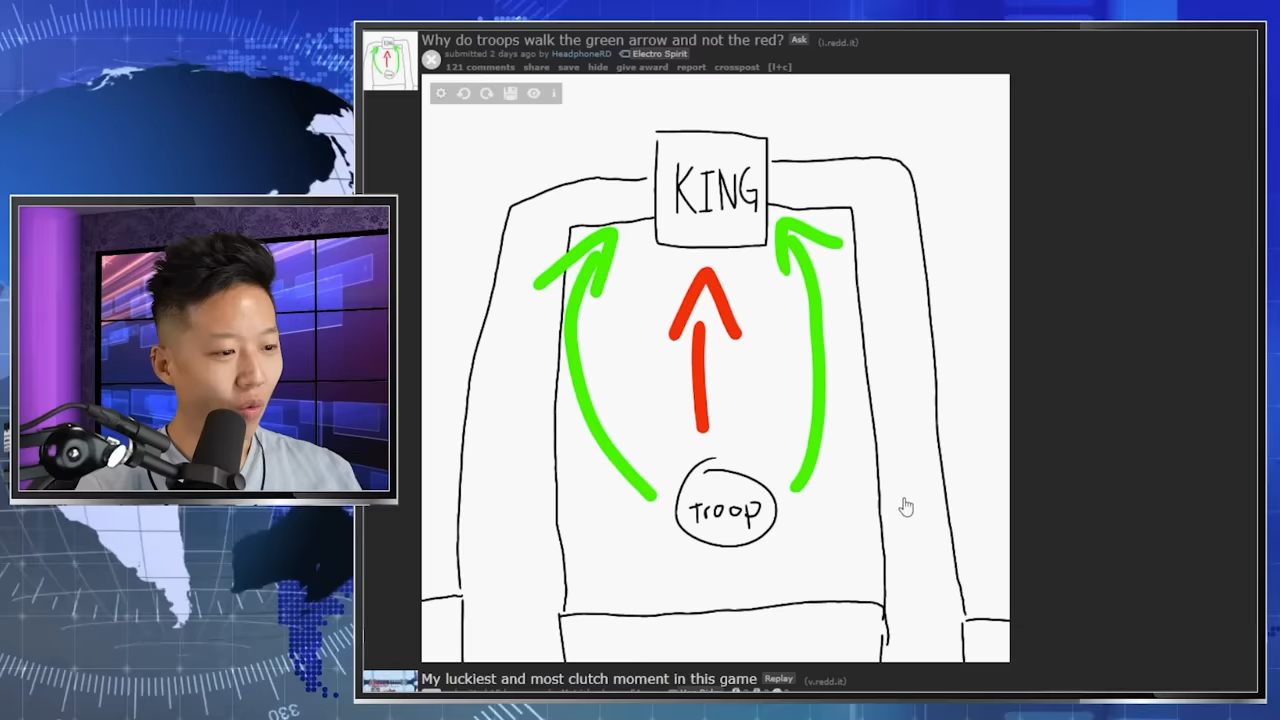 Why do troops walk the green arrow and not the red? Ask (i.redd.it)
submitted 2 days ago by HeadphoneRD Electro Spirit
121 comments share save hide give award report crosspost [l+c]
KING
KING
troop
My luckiest and most clutch moment in this game Replay (v.redd.it)
330